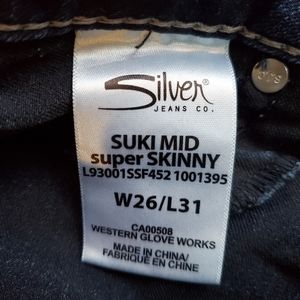 Silver®
JEANS CO.
SUKI MID
super SKINNY
L93001SSF452 1001395
W26/L31
CA00508
WESTERN GLOVE WORKS
MADE IN CHINA/
FABRIQUE EN CHINE